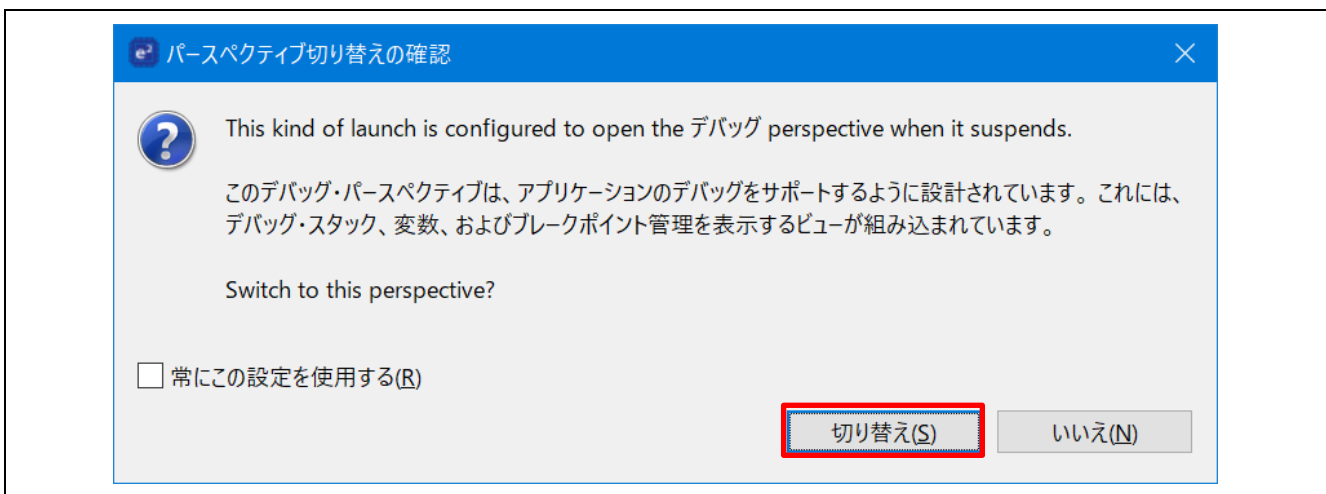 e²
パースペクティブ切り替えの確認
This kind of launch is configured to open the デバッグ perspective when it suspends.
このデバッグ・パースペクティブは、アプリケーションのデバッグをサポートするように設計されています。これには、
デバッグ・スタック、変数、およびブレークポイント管理を表示するビューが組み込まれています。
Switch to this perspective?
常にこの設定を使用する(R)
切り替え(S)
いいえ(N)